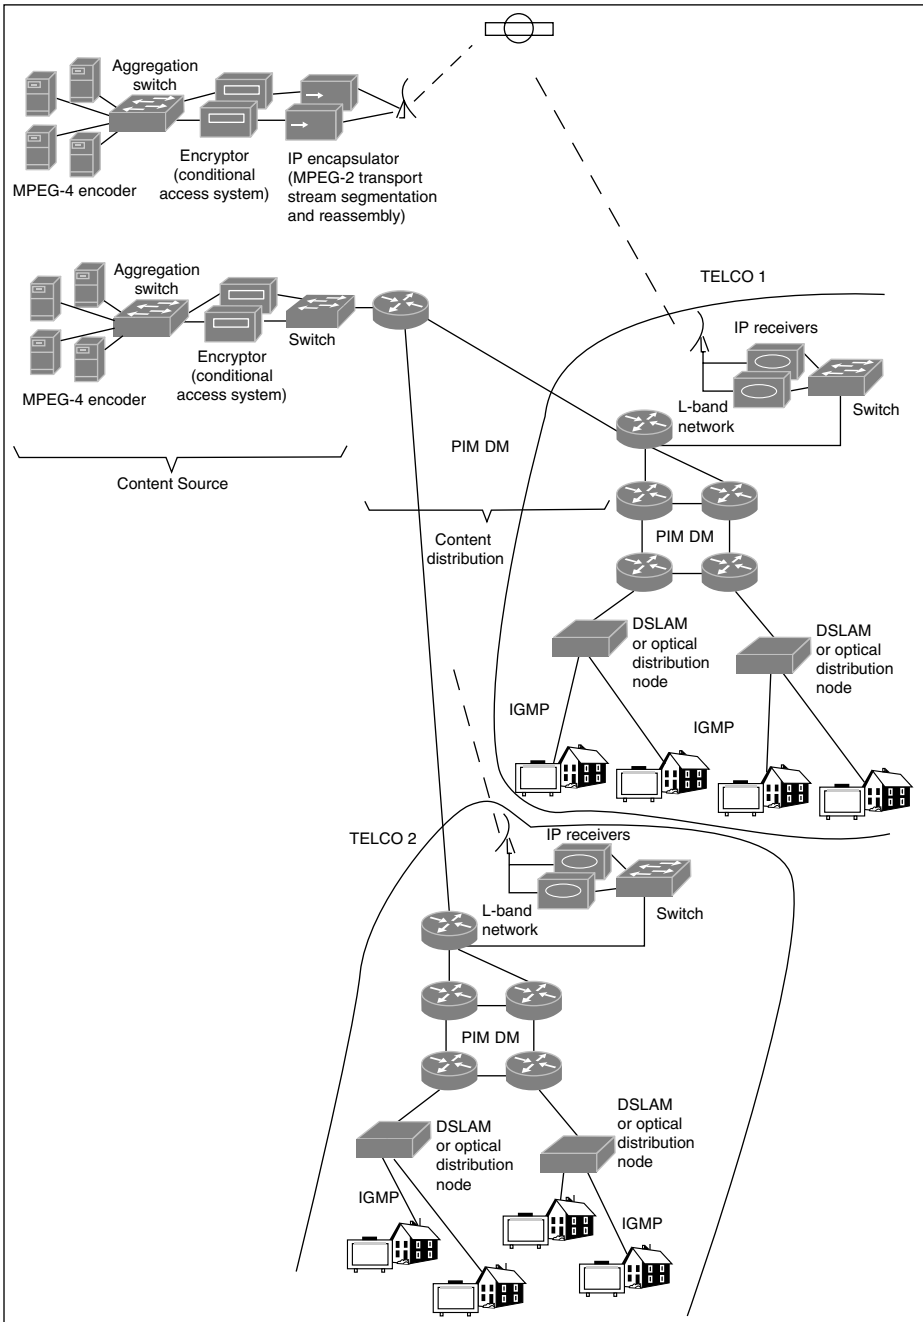 Aggregation
switch
Encryptor
(conditional
access system)
IP encapsulator
(MPEG-2 transport
stream segmentation
and reassembly)
MPEG-4 encoder
Aggregation
switch
Encryptor
(conditional
access system)
Switch
MPEG-4 encoder
Content Source
PIM DM
Content
distribution
TELCO 1
IP receivers
L-band
network
Switch
PIM DM
DSLAM
or optical
distribution
node
DSLAM
or optical
distribution
node
IGMP
IGMP
TELCO 2
IP receivers
L-band
network
Switch
PIM DM
DSLAM
or optical
distribution
node
DSLAM
or optical
distribution
node
IGMP
IGMP